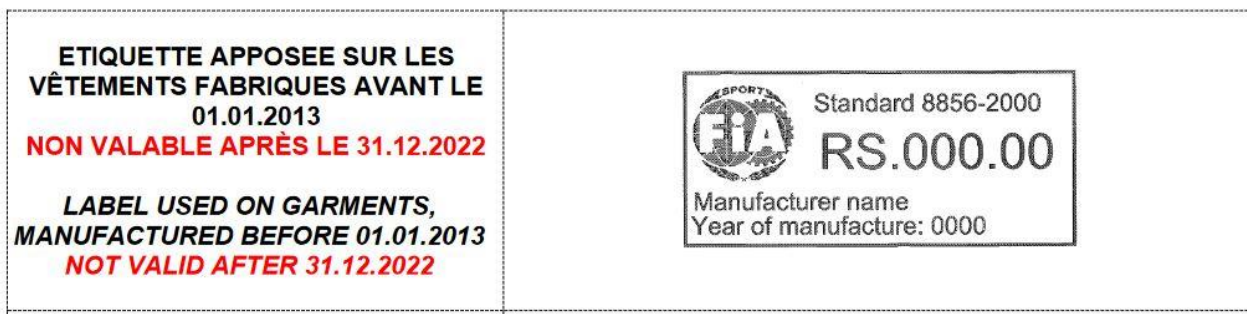 ETIQUETTE APPOSEE SUR LES
VÊTEMENTS FABRIQUES AVANT LE
01.01.2013
NON VALABLE APRÈS LE 31.12.2022
LABEL USED ON GARMENTS,
MANUFACTURED BEFORE 01.01.2013
NOT VALID AFTER 31.12.2022
SPORT
FIA
Standard 8856-2000
RS.000.00
Manufacturer name
Year of manufacture: 0000